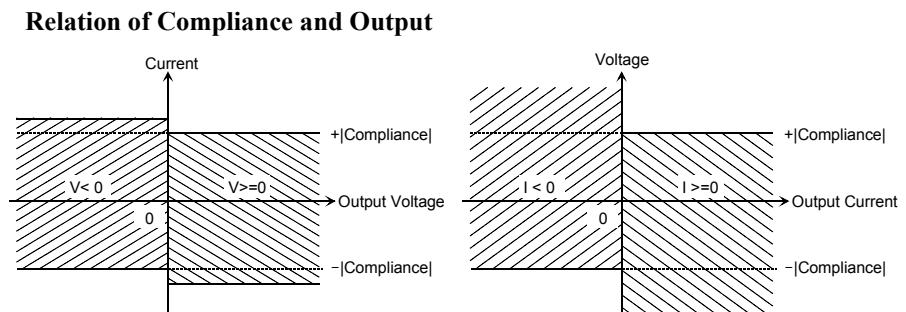 Relation of Compliance and Output
Current
+|Compliance|
V< 0
V>=0
Output Voltage
0
−|Compliance|
Voltage
+|Compliance|
I < 0
I >=0
Output Current
0
−|Compliance|